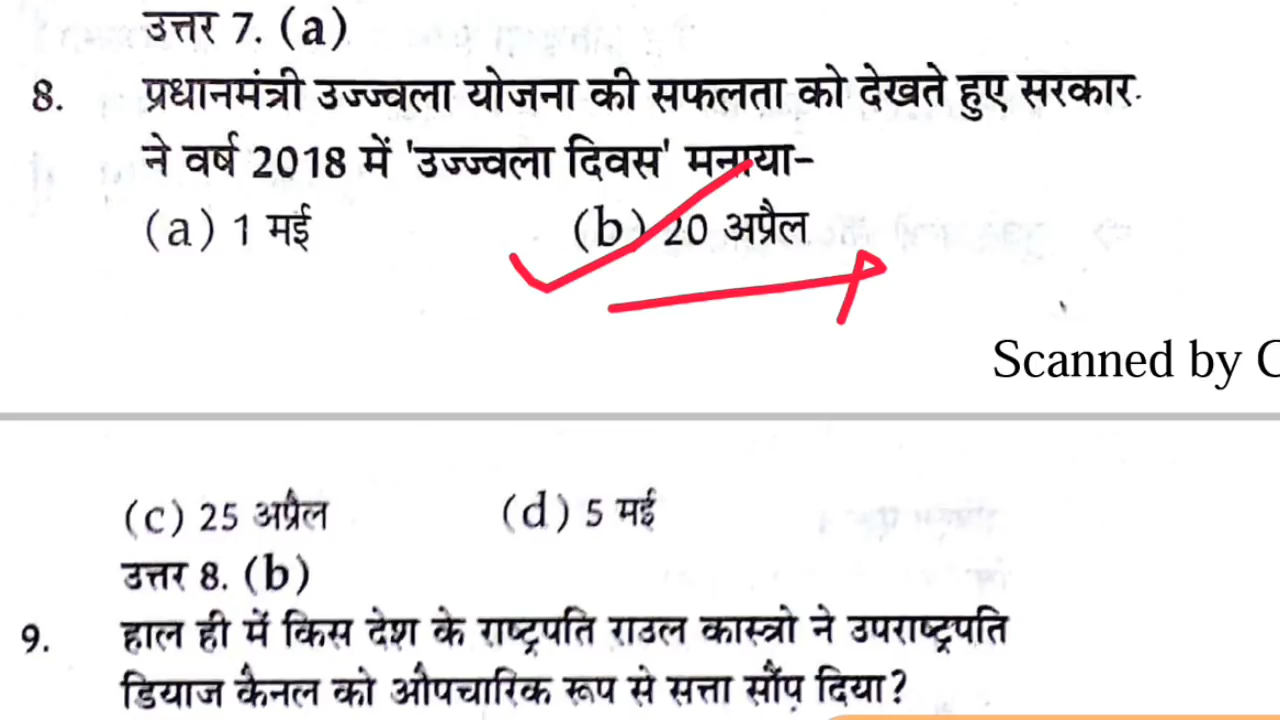 उत्तर 7. (a)
8. प्रधानमंत्री उज्ज्वला योजना की सफलता को देखते हुए सरकार
ने वर्ष 2018 में 'उज्ज्वला दिवस' मनाया-
(a) 1 मई (b) 20 अप्रैल
Scanned by C
(c) 25 अप्रैल (d) 5 मई
उत्तर 8. (b)
9. हाल ही में किस देश के राष्ट्रपति राउल कास्त्रो ने उपराष्ट्रपति
डियाज कैनल को औपचारिक रूप से सत्ता सौंप दिया?